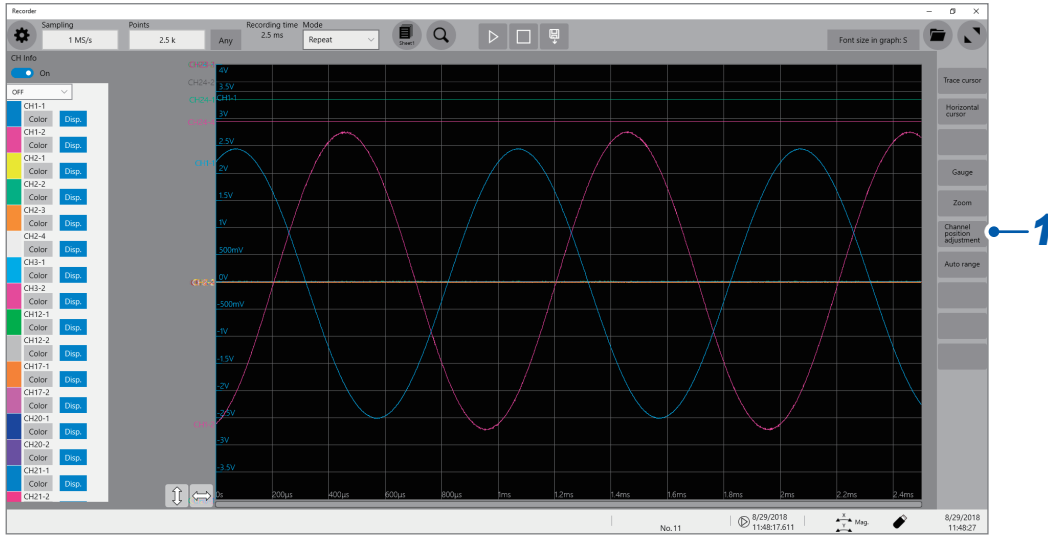 Recorder
Sampling
Points
Recording time
Mode
1 MS/s
2.5 k
Any
2.5 ms
Repeat
Sheet1
Font size in graph: S
CH Info
On
OFF
CH1-1
Color Disp.
CH1-2
Color Disp.
CH2-1
Color Disp.
CH2-2
Color Disp.
CH2-3
Color Disp.
CH2-4
Color Disp.
CH3-1
Color Disp.
CH3-2
Color Disp.
CH12-1
Color Disp.
CH12-2
Color Disp.
CH17-1
Color Disp.
CH17-2
Color Disp.
CH20-1
Color Disp.
CH20-2
Color Disp.
CH21-1
Color Disp.
CH21-2
CH24-2
CH1-1
4V
3.5V
3V
2.5V
2V
1.5V
1V
500mV
0V
-500mV
-1V
-1.5V
-2V
-2.5V
-3V
-3.5V
0s 200µs 400µs 600µs 800µs 1ms 1.2ms 1.4ms 1.6ms 1.8ms 2ms 2.2ms 2.4ms
Trace cursor
Horizontal
cursor
Gauge
Zoom
Channel
position
adjustment
Auto range
1
No. 11
8/29/2018
11:48:17.611
X
Y
Mag.
8/29/2018
11:48:27